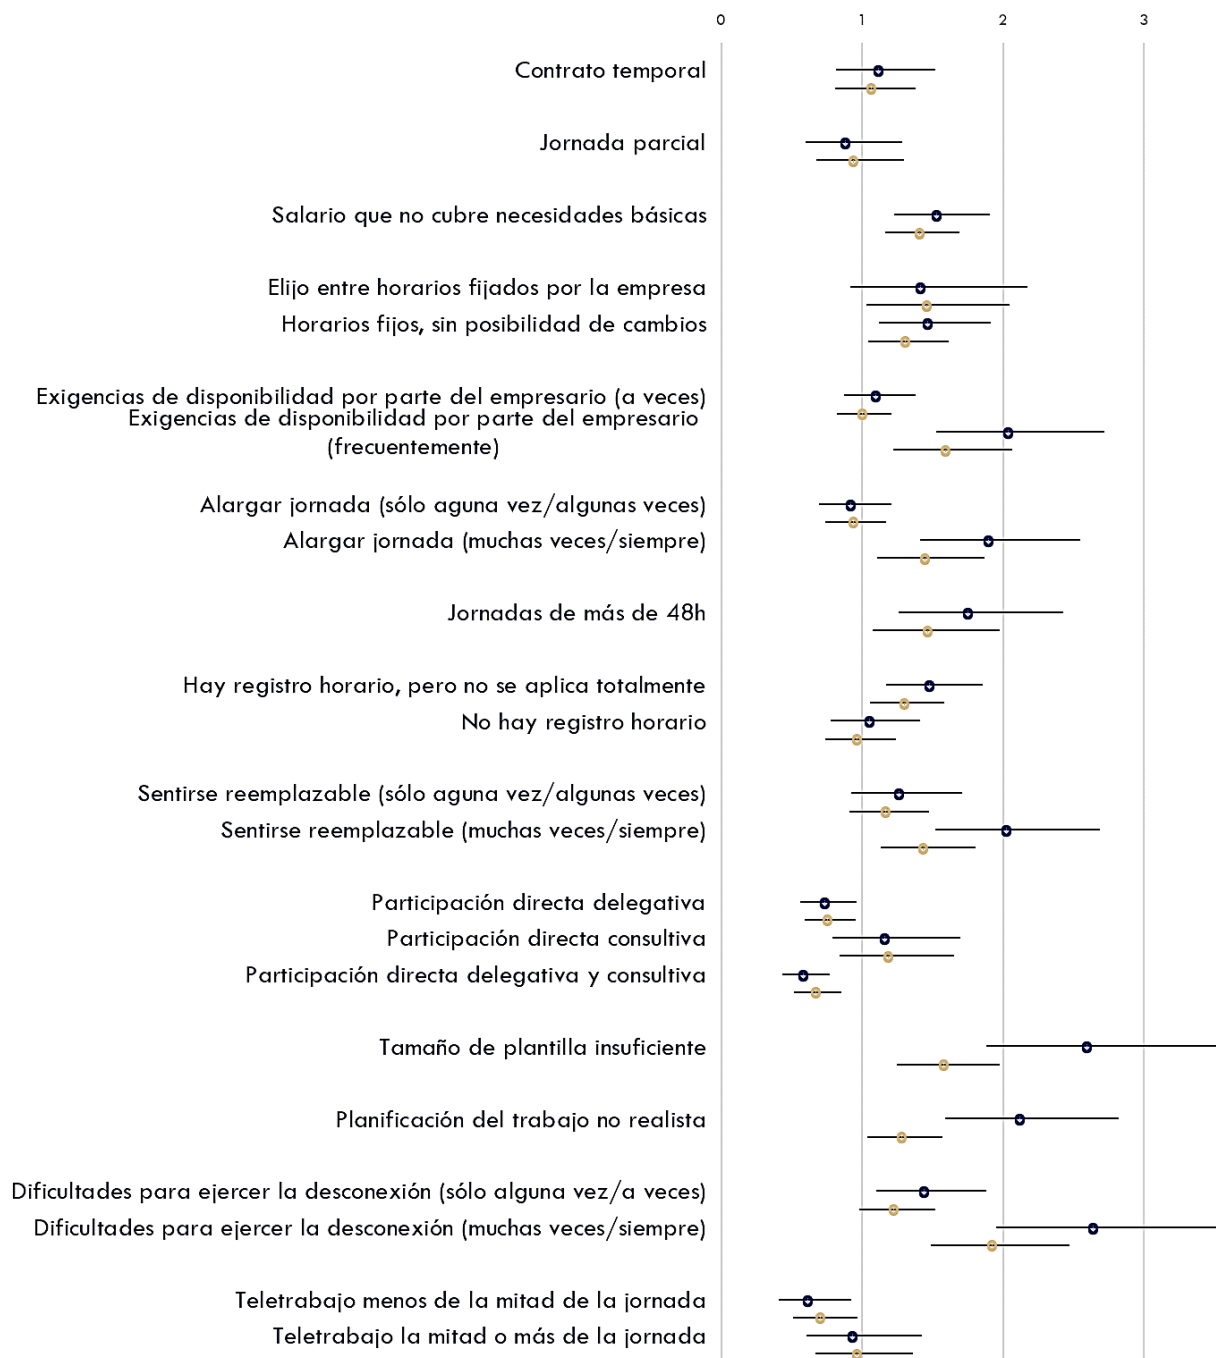 0 1 2 3
Contrato temporal
Jornada parcial
Salario que no cubre necesidades básicas
Elijo entre horarios fijados por la empresa
Horarios fijos, sin posibilidad de cambios
Exigencias de disponibilidad por parte del empresario (a veces)
Exigencias de disponibilidad por parte del empresario
(frecuentemente)
Alargar jornada (sólo aguna vez/algunas veces)
Alargar jornada (muchas veces/siempre)
Jornadas de más de 48h
Hay registro horario, pero no se aplica totalmente
No hay registro horario
Sentirse reemplazable (sólo aguna vez/algunas veces)
Sentirse reemplazable (muchas veces/siempre)
Participación directa delegativa
Participación directa consultiva
Participación directa delegativa y consultiva
Tamaño de plantilla insuficiente
Planificación del trabajo no realista
Dificultades para ejercer la desconexión (sólo alguna vez/a veces)
Dificultades para ejercer la desconexión (muchas veces/siempre)
Teletrabajo menos de la mitad de la jornada
Teletrabajo la mitad o más de la jornada